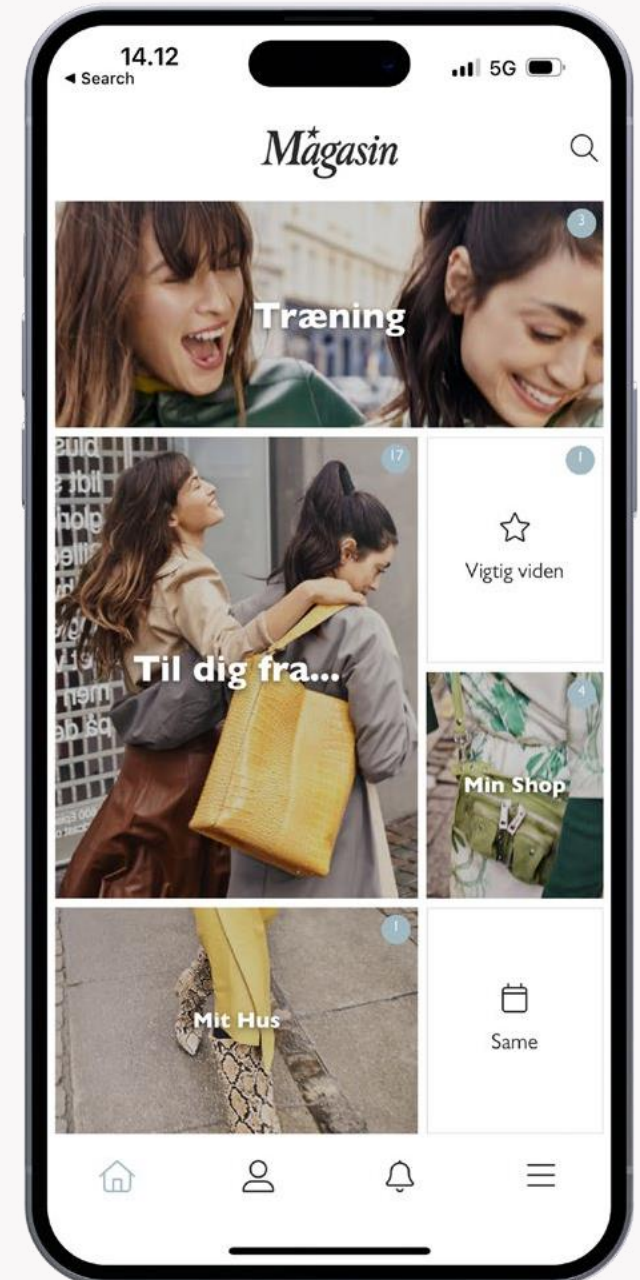 14.12
Search
5G
Magasin
3
Træning
17
1
Vigtig viden
Til dig fra...
4
Min Shop
1
Mit Hus
Same